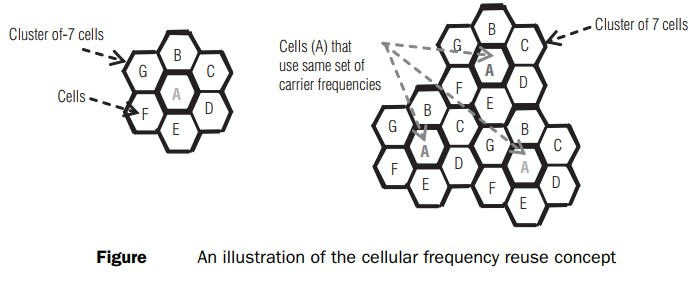 Cluster of-7 cells
B
G
C
A
Cells
F
D
E
Cells (A) that
use same set of
carrier frequencies
Cluster of 7 cells
B
G
C
A
F
D
E
B
G
C
A
F
D
E
B
G
C
A
F
D
E
Figure An illustration of the cellular frequency reuse concept